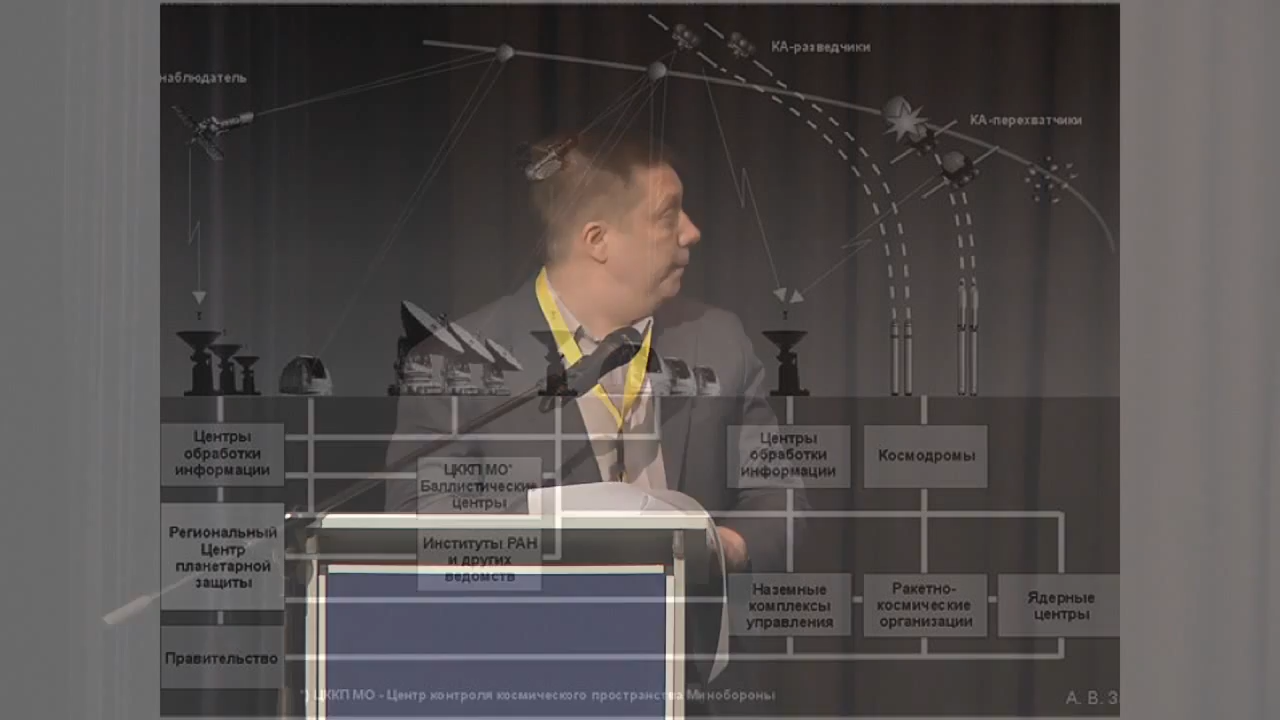 КА-разведчики
наблюдатель
КА-перехватчики
Центры
обработки
информации
ЦККП МО*
Баллистические
центры
Центры
обработки
информации
Космодромы
Региональный
Центр
планетарной
защиты
Институты РАН
и других
ведомств
Наземные
комплексы
управления
Ракетно-
космические
организации
Ядерные
центры
Правительство
*) ЦККП МО - Центр контроля космического пространства Минобороны
А. В. З